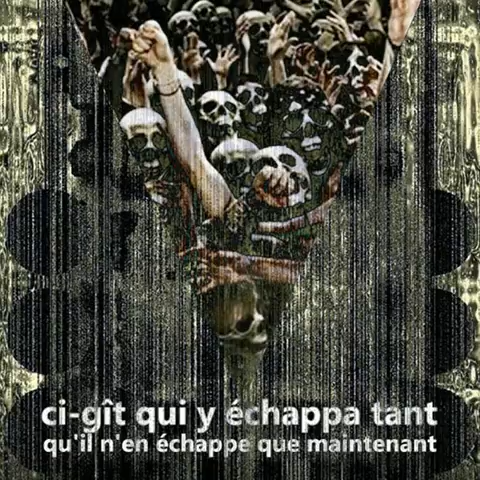 ci-gît qui y échappa tant
qu'il n'en échappe que maintenant